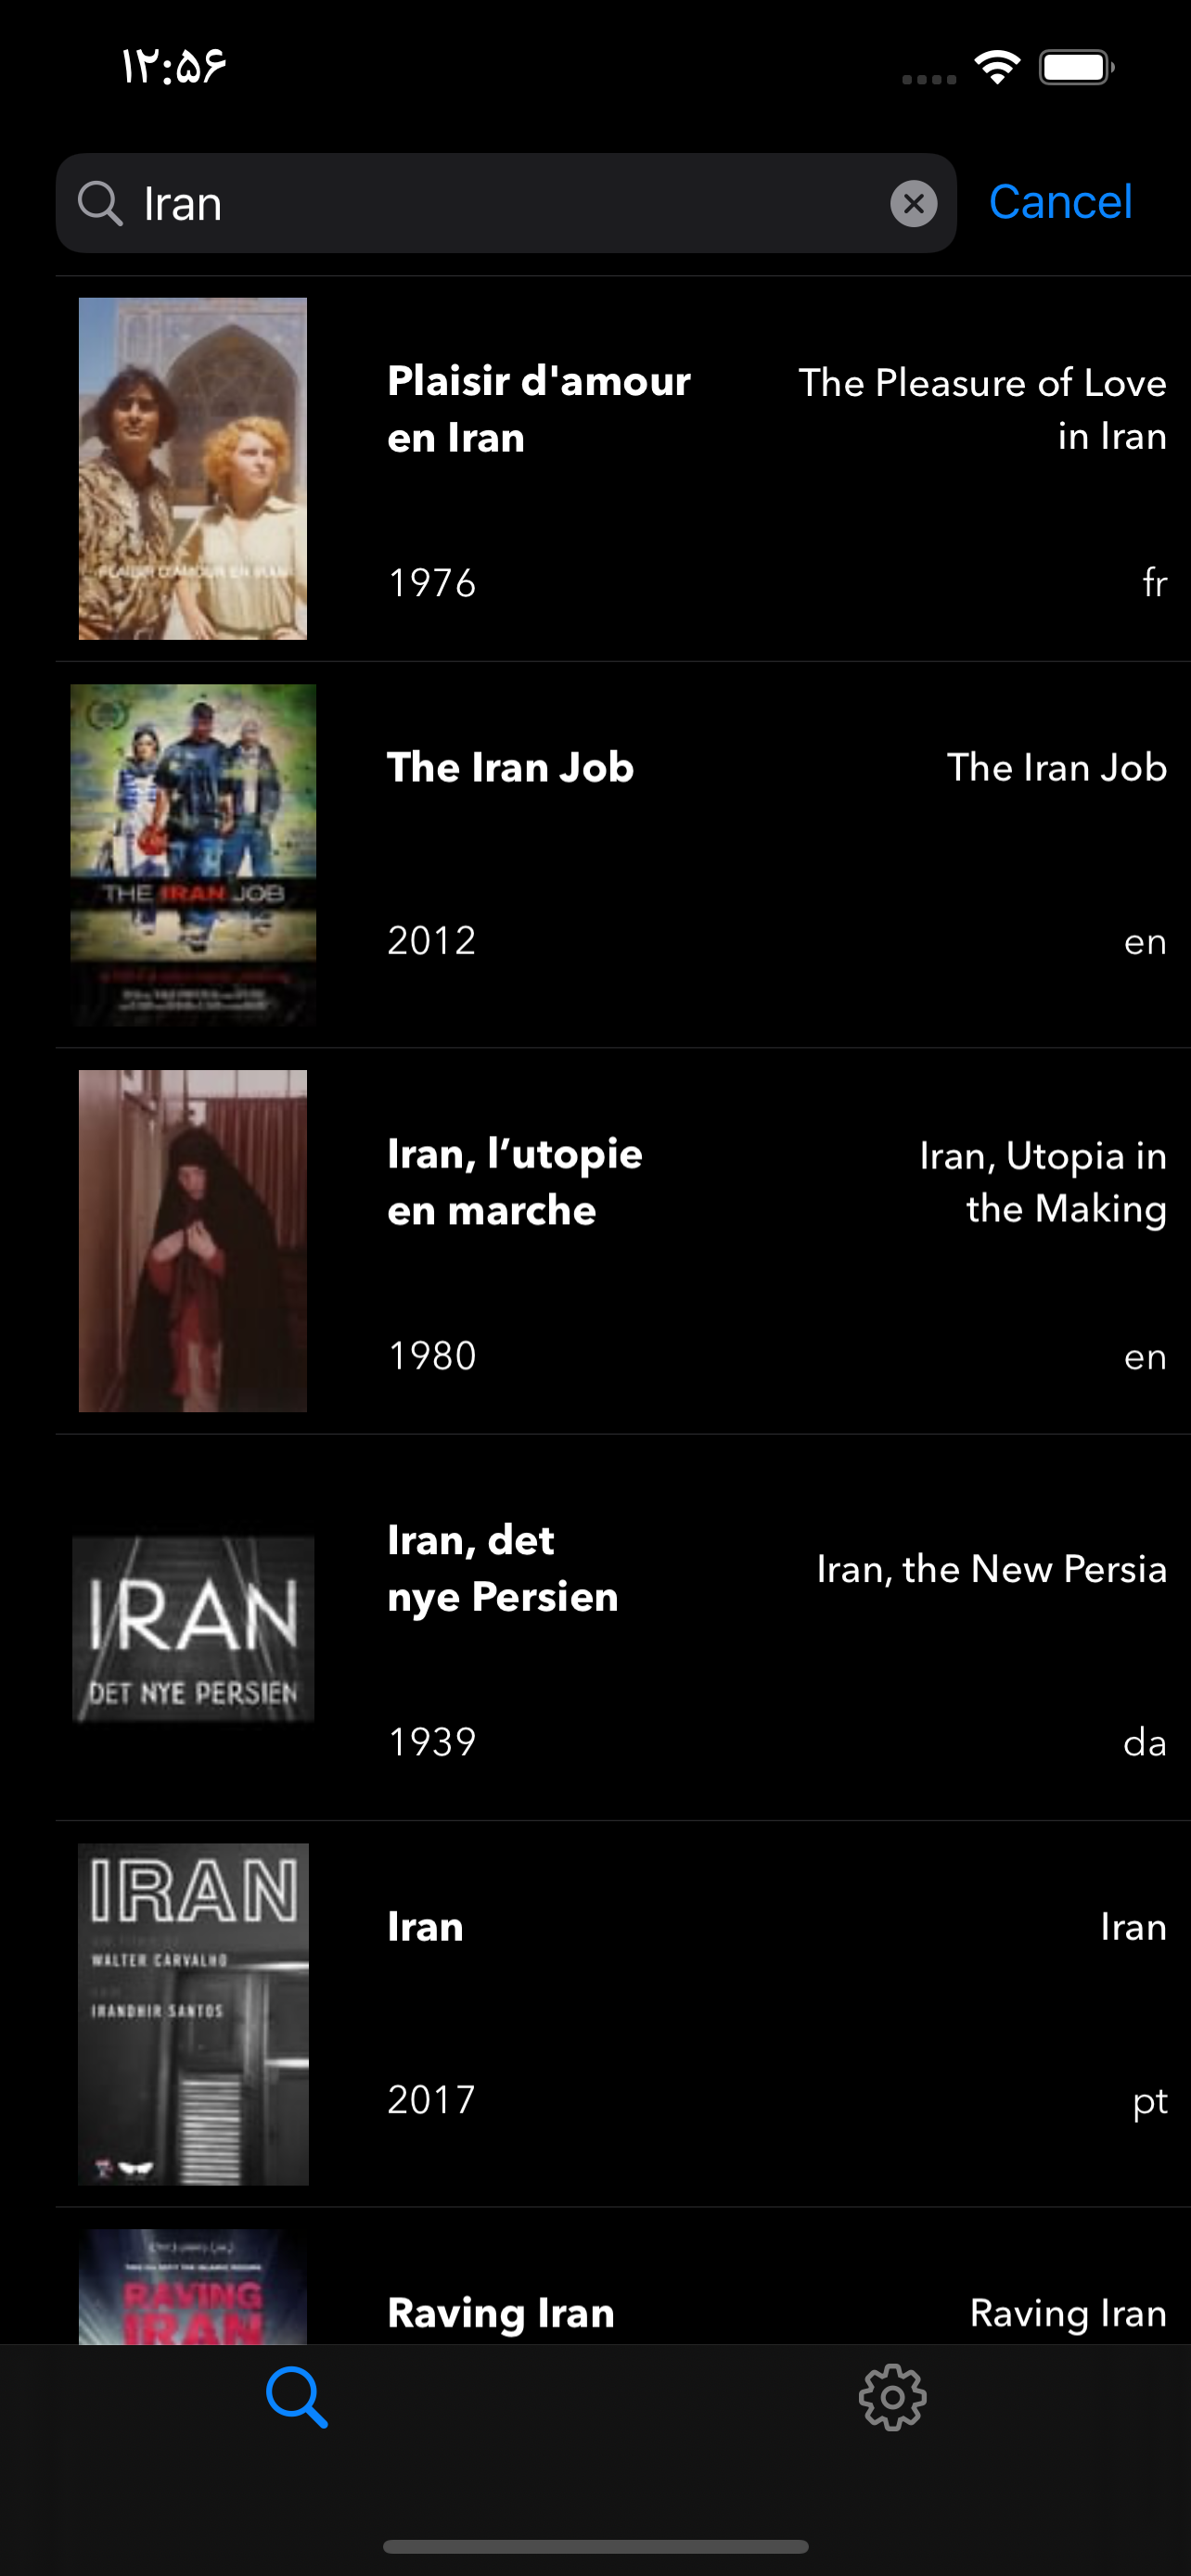 ۱۲:۵۶
Iran
Cancel
Plaisir d'amour
en Iran
The Pleasure of Love
in Iran
PLAISIR D'AMOUR EN IRAN
1976
fr
The Iran Job
The Iran Job
THE IRAN JOB
2012
en
Iran, l’utopie
en marche
Iran, Utopia in
the Making
1980
en
IRAN
DET NYE PERSIEN
Iran, det
nye Persien
Iran, the New Persia
1939
da
IRAN
WALTER CARVALHO
IRANDHIR SANTOS
Iran
Iran
2017
pt
RAVING
IRAN
Raving Iran
Raving Iran